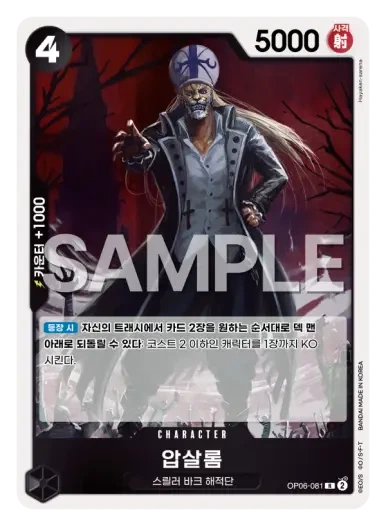 4
5000
사격
射
Hayaken-sarena
카운터 +1000
SAMPLE
등장 시 자신의 트래시에서 카드 2장을 원하는 순서대로 덱 맨
아래로 되돌릴 수 있다: 코스트 2 이하인 캐릭터를 1장까지 KO
시킨다.
CHARACTER
압살롬
스릴러 바크 해적단
OP06-081 R 2
©E.O/S ©E.O./S.·F·T BANDAI MADE IN KOREA